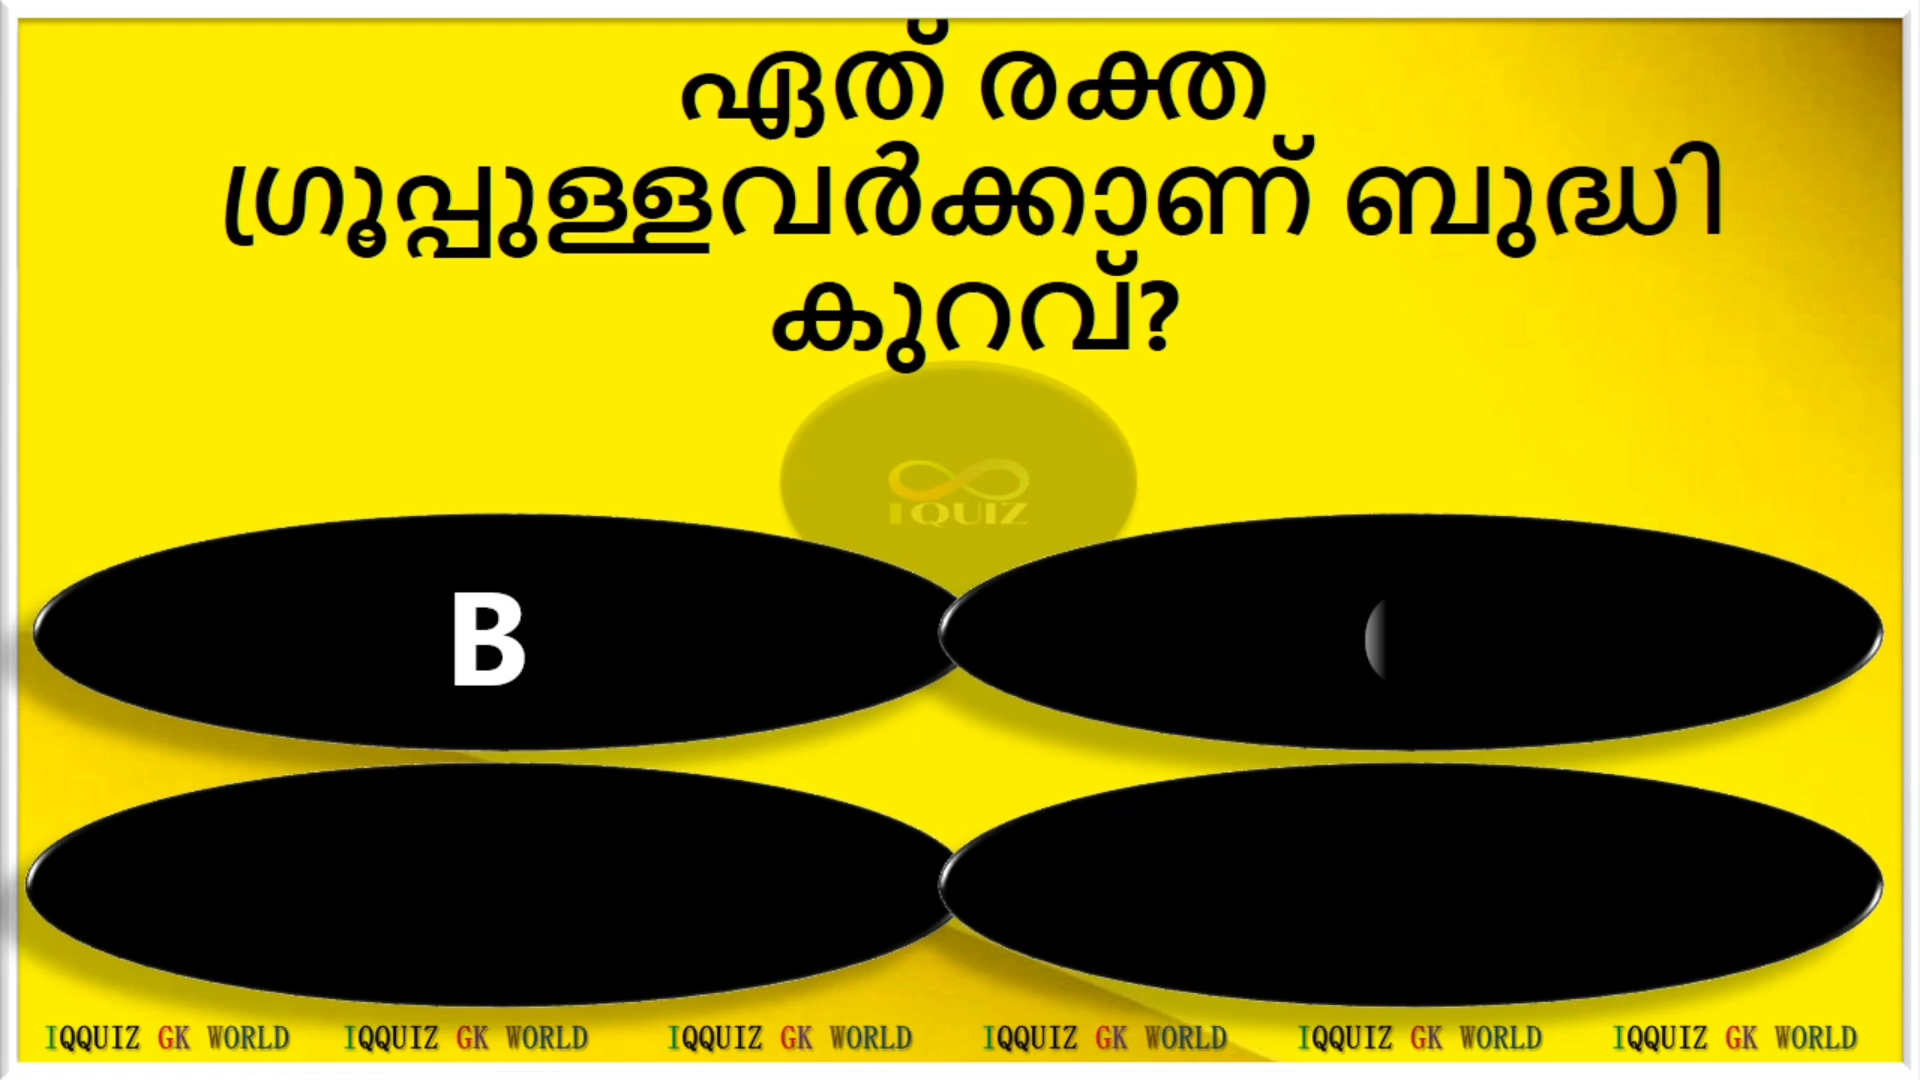 ഏത് രക്ത
ഗ്രൂപ്പുള്ളവർക്കാണ് ബുദ്ധി
കുറവ്?
IQUIZ
B
IQQUIZ GK WORLD IQQUIZ GK WORLD IQQUIZ GK WORLD IQQUIZ GK WORLD IQQUIZ GK WORLD IQQUIZ GK WORLD